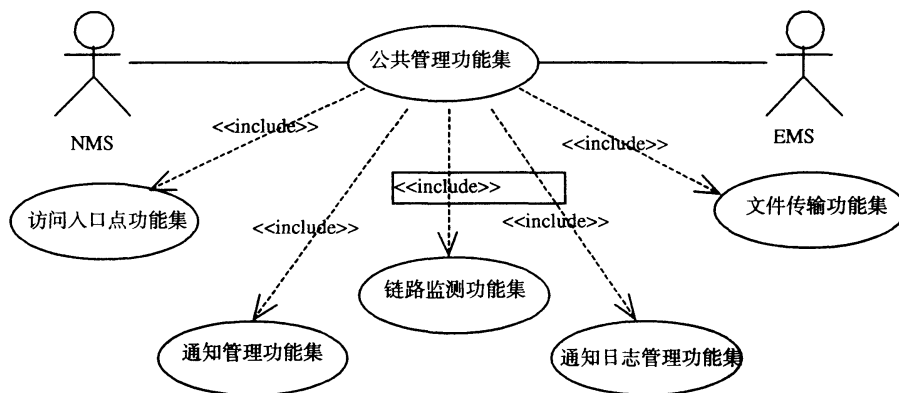 公共管理功能集
NMS
EMS
<<include>>
<<include>>
<<include>>
<<include>>
<<include>>
访问入口点功能集
文件传输功能集
链路监测功能集
通知管理功能集
通知日志管理功能集